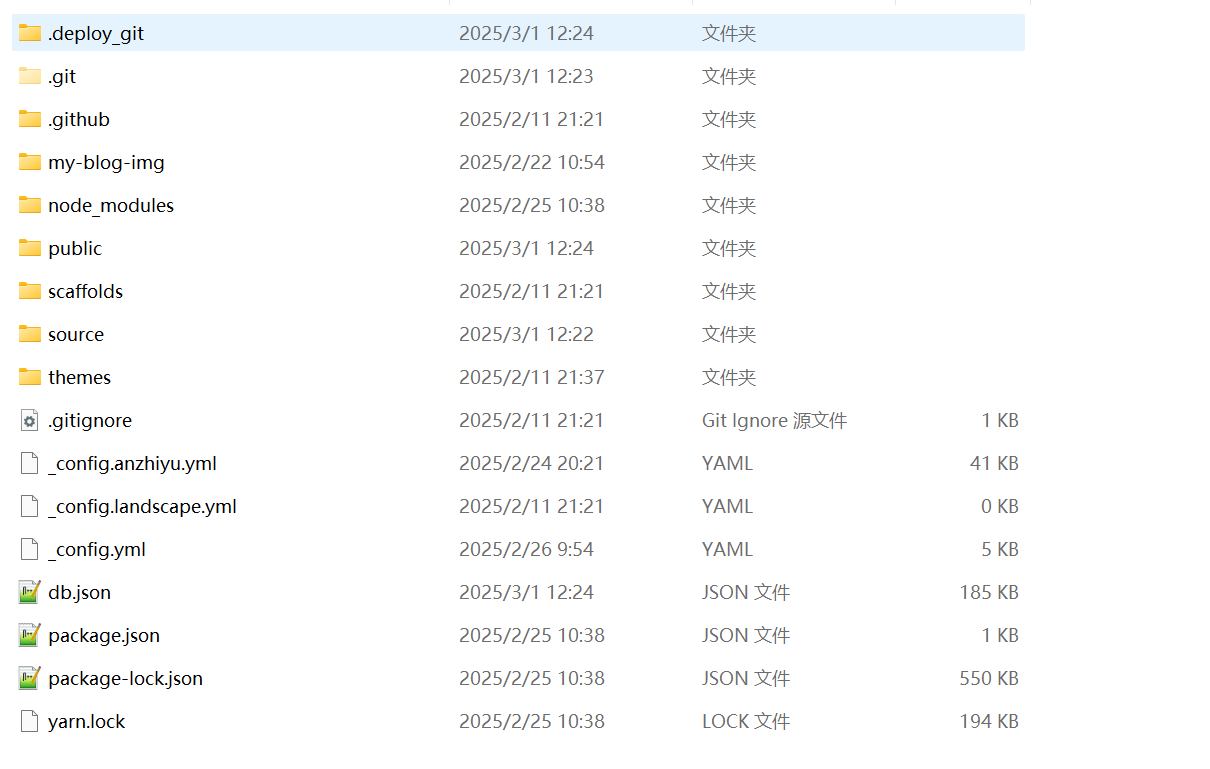 .deploy_git 2025/3/1 12:24 文件夹
.git 2025/3/1 12:23 文件夹
.github 2025/2/11 21:21 文件夹
my-blog-img 2025/2/22 10:54 文件夹
node_modules 2025/2/25 10:38 文件夹
public 2025/3/1 12:24 文件夹
scaffolds 2025/2/11 21:21 文件夹
source 2025/3/1 12:22 文件夹
themes 2025/2/11 21:37 文件夹
.gitignore 2025/2/11 21:21 Git Ignore 源文件 1 KB
_config.anzhiyu.yml 2025/2/24 20:21 YAML 41 KB
_config.landscape.yml 2025/2/11 21:21 YAML 0 KB
_config.yml 2025/2/26 9:54 YAML 5 KB
db.json 2025/3/1 12:24 JSON 文件 185 KB
package.json 2025/2/25 10:38 JSON 文件 1 KB
package-lock.json 2025/2/25 10:38 JSON 文件 550 KB
yarn.lock 2025/2/25 10:38 LOCK 文件 194 KB